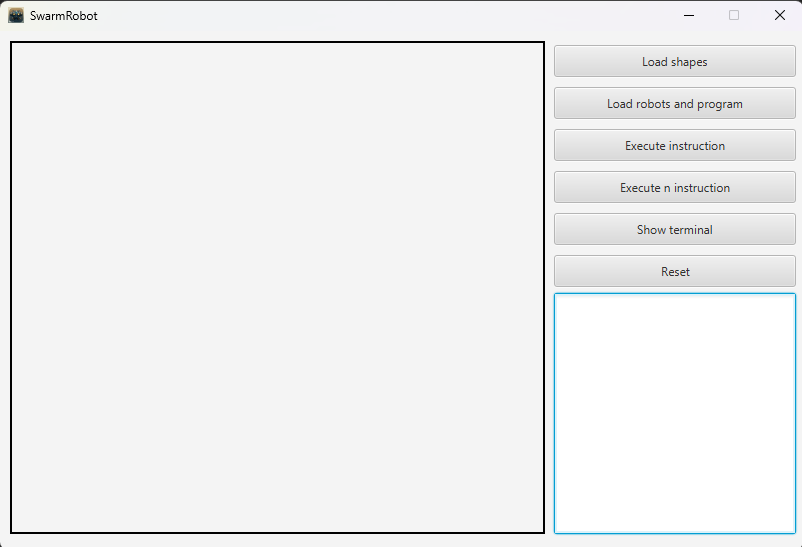 SwarmRobot
Load shapes
Load robots and program
Execute instruction
Execute n instruction
Show terminal
Reset